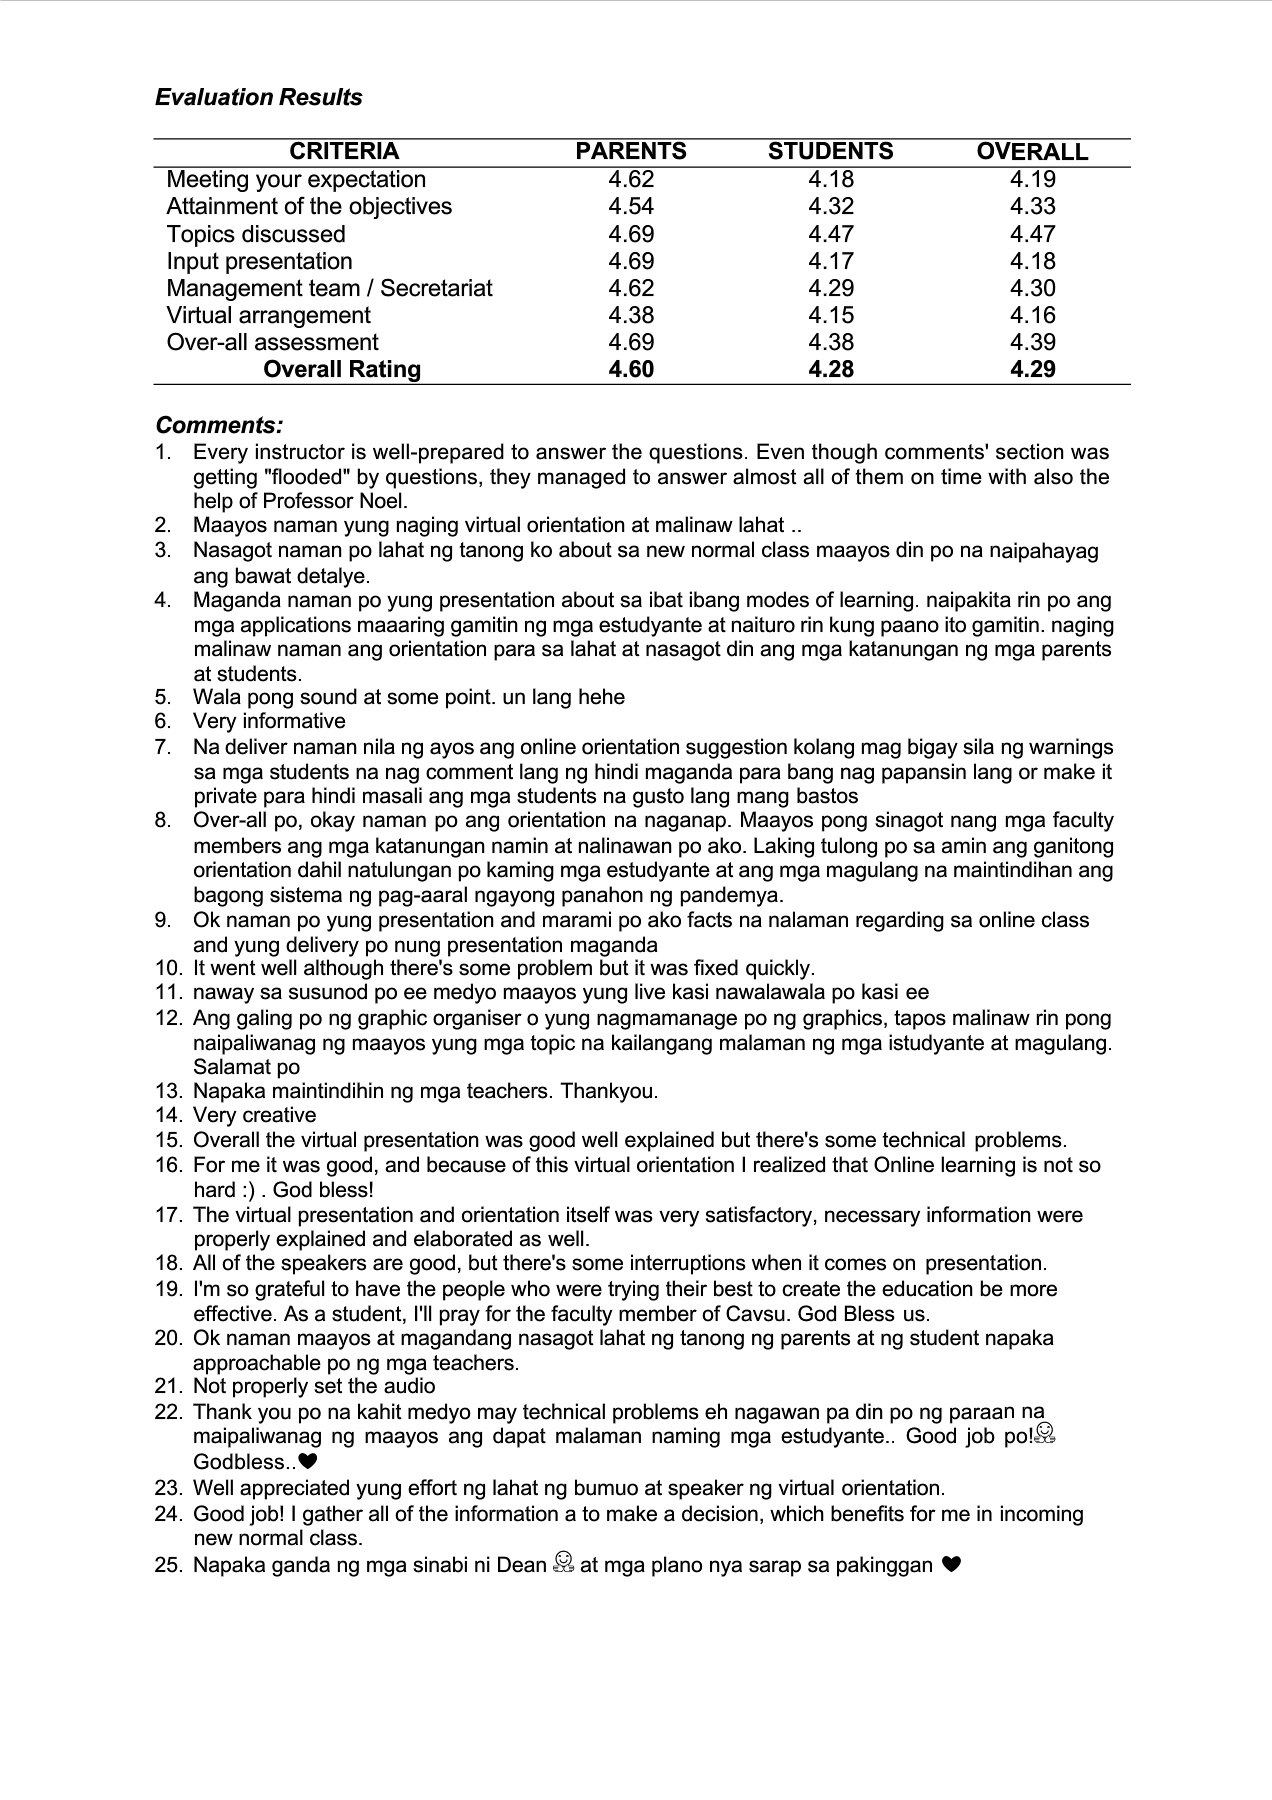 Evaluation Results
CRITERIA PARENTS STUDENTS OVERALL
Meeting your expectation 4.62 4.18 4.19
Attainment of the objectives 4.54 4.32 4.33
Topics discussed 4.69 4.47 4.47
Input presentation 4.69 4.17 4.18
Management team / Secretariat 4.62 4.29 4.30
Virtual arrangement 4.38 4.15 4.16
Over-all assessment 4.69 4.38 4.39
Overall Rating 4.60 4.28 4.29
Comments:
1. Every instructor is well-prepared to answer the questions. Even though comments' section was
getting "flooded" by questions, they managed to answer almost all of them on time with also the
help of Professor Noel.
2. Maayos naman yung naging virtual orientation at malinaw lahat ..
3. Nasagot naman po lahat ng tanong ko about sa new normal class maayos din po na naipahayag
ang bawat detalye.
4. Maganda naman po yung presentation about sa ibat ibang modes of learning. naipakita rin po ang
mga applications maaaring gamitin ng mga estudyante at naituro rin kung paano ito gamitin. naging
malinaw naman ang orientation para sa lahat at nasagot din ang mga katanungan ng mga parents
at students.
5. Wala pong sound at some point. un lang hehe
6. Very informative
7. Na deliver naman nila ng ayos ang online orientation suggestion kolang mag bigay sila ng warnings
sa mga students na nag comment lang ng hindi maganda para bang nag papansin lang or make it
private para hindi masali ang mga students na gusto lang mang bastos
8. Over-all po, okay naman po ang orientation na naganap. Maayos pong sinagot nang mga faculty
members ang mga katanungan namin at nalinawan po ako. Laking tulong po sa amin ang ganitong
orientation dahil natulungan po kaming mga estudyante at ang mga magulang na maintindihan ang
bagong sistema ng pag-aaral ngayong panahon ng pandemya.
9. Ok naman po yung presentation and marami po ako facts na nalaman regarding sa online class
and yung delivery po nung presentation maganda
10. It went well although there's some problem but it was fixed quickly.
11. naway sa susunod po ee medyo maayos yung live kasi nawalawala po kasi ee
12. Ang galing po ng graphic organiser o yung nagmamanage po ng graphics, tapos malinaw rin pong
naipaliwanag ng maayos yung mga topic na kailangang malaman ng mga istudyante at magulang.
Salamat po
13. Napaka maintindihin ng mga teachers. Thankyou.
14. Very creative
15. Overall the virtual presentation was good well explained but there's some technical problems.
16. For me it was good, and because of this virtual orientation I realized that Online learning is not so
hard :) . God bless!
17. The virtual presentation and orientation itself was very satisfactory, necessary information were
properly explained and elaborated as well.
18. All of the speakers are good, but there's some interruptions when it comes on presentation.
19. I'm so grateful to have the people who were trying their best to create the education be more
effective. As a student, I'll pray for the faculty member of Cavsu. God Bless us.
20. Ok naman maayos at magandang nasagot lahat ng tanong ng parents at ng student napaka
approachable po ng mga teachers.
21. Not properly set the audio
22. Thank you po na kahit medyo may technical problems eh nagawan pa din po ng paraan na
maipaliwanag ng maayos ang dapat malaman naming mga estudyante.. Good job po!🤗
Godbless..♥
23. Well appreciated yung effort ng lahat ng bumuo at speaker ng virtual orientation.
24. Good job! I gather all of the information a to make a decision, which benefits for me in incoming
new normal class.
25. Napaka ganda ng mga sinabi ni Dean 🤗 at mga plano nya sarap sa pakinggan ♥